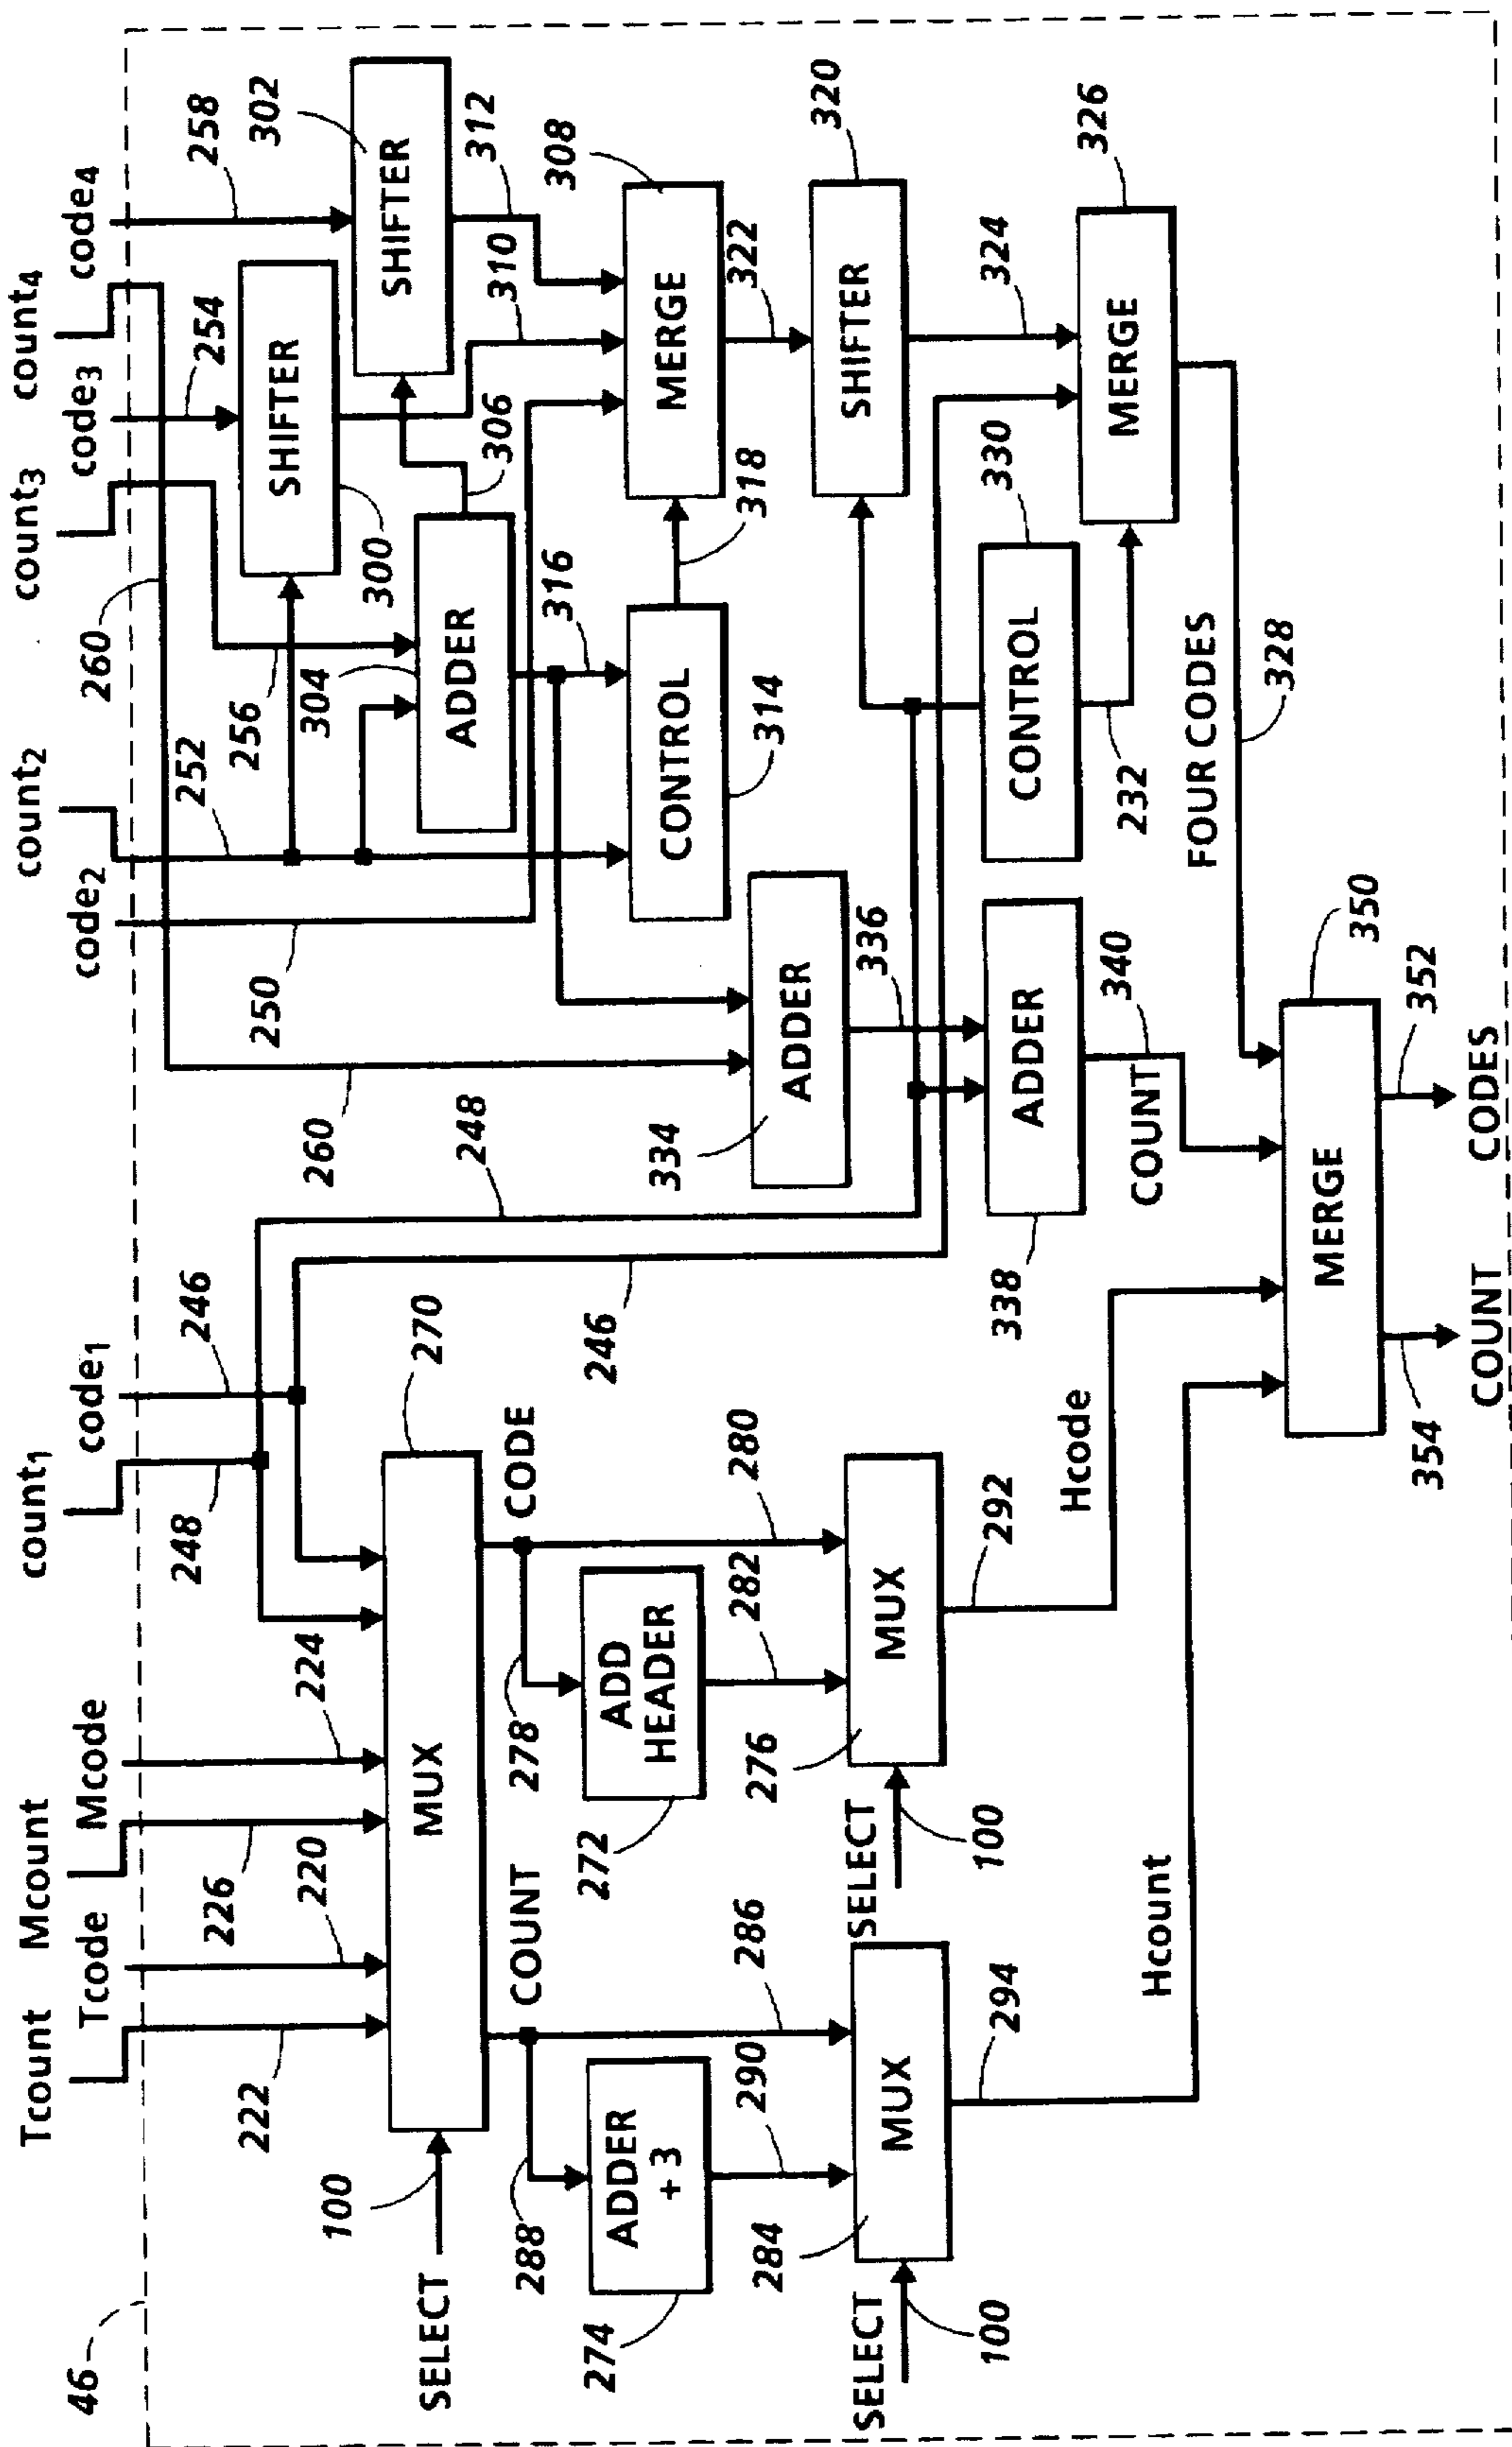 46
Tcount
Tcode
Mcount
Mcode
count1
code1
code2
count2
count3
code3
count4
code4
222
220
226
224
248
246
250
252
256
260
254
258
302
SHIFTER
SHIFTER
300
SELECT
100
MUX
270
246
248
260
304
ADDER
306
310
312
288
COUNT
278
CODE
316
ADDER
+ 3
274
ADD
HEADER
272
CONTROL
314
318
MERGE
308
334
ADDER
322
290
286
282
280
336
SHIFTER
320
284
MUX
276
MUX
SELECT
100
SELECT
100
338
ADDER
CONTROL
330
324
294
292
340
COUNT
232
MERGE
326
Hcount
Hcode
FOUR CODES
328
MERGE
350
354
352
COUNT
CODES